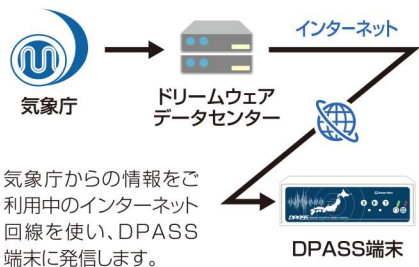 インターネット
気象庁
ドリームウェア
データセンター
気象庁からの情報をご
利用中のインターネット
回線を使い、DPASS
端末に発信します。
DPASS
DPASS端末